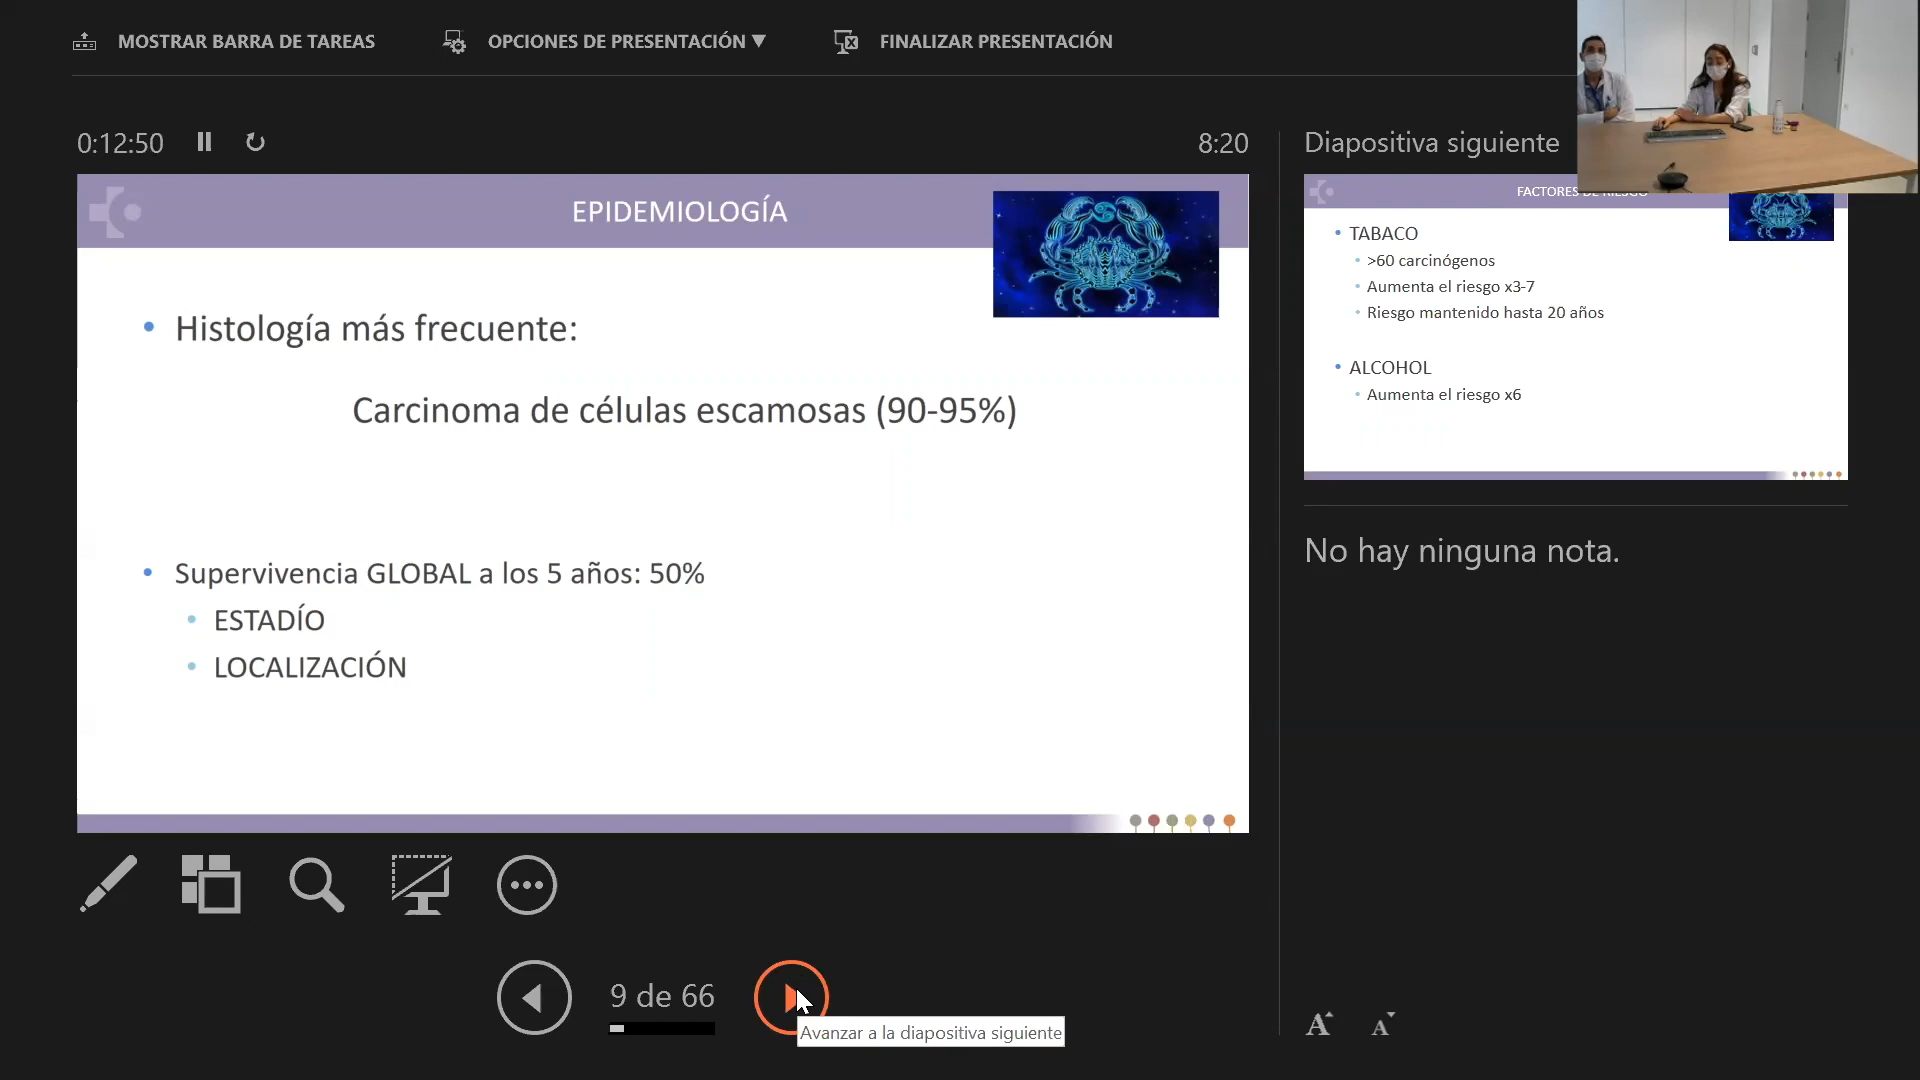 MOSTRAR BARRA DE TAREAS
OPCIONES DE PRESENTACIÓN ▼
FINALIZAR PRESENTACIÓN
0:12:50
8:20
EPIDEMIOLOGÍA
• Histología más frecuente:
Carcinoma de células escamosas (90-95%)
• Supervivencia GLOBAL a los 5 años: 50%
• ESTADÍO
• LOCALIZACIÓN
9 de 66
Avanzar a la diapositiva siguiente
Diapositiva siguiente
FACTORES DE RIESGO
• TABACO
• >60 carcinógenos
• Aumenta el riesgo x3-7
• Riesgo mantenido hasta 20 años
• ALCOHOL
• Aumenta el riesgo x6
No hay ninguna nota.
A A